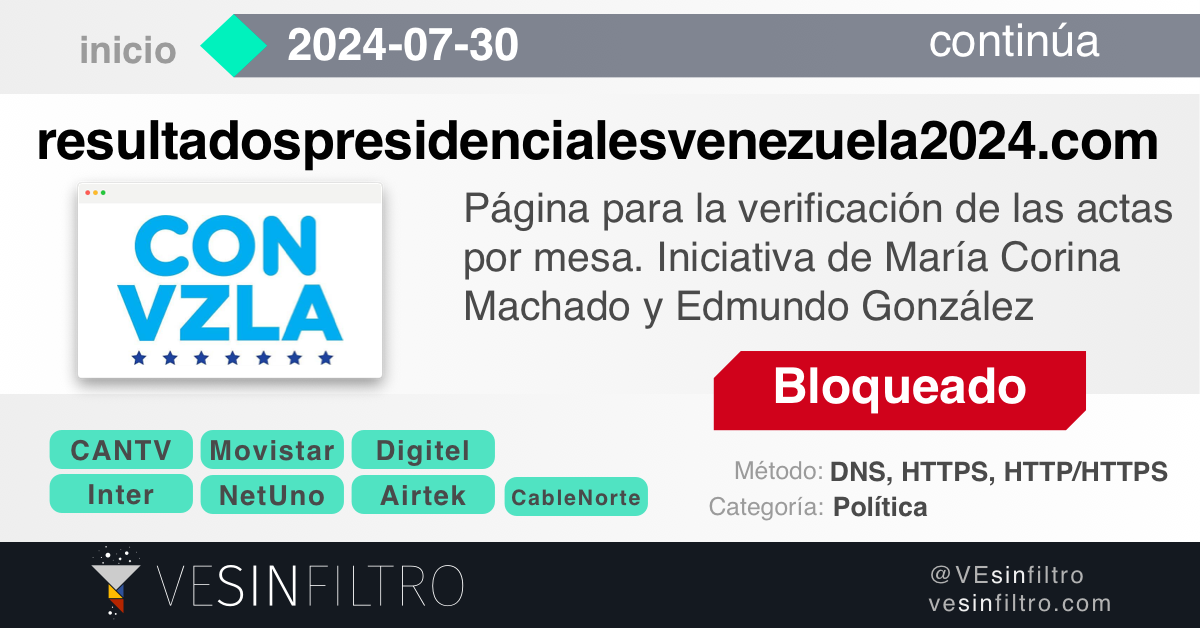 inicio 2024-07-30 continúa
resultadospresidencialesvenezuela2024.com
CON
VZLA
Página para la verificación de las actas
por mesa. Iniciativa de María Corina
Machado y Edmundo González
Bloqueado
CANTV Movistar Digitel
Inter NetUno Airtek CableNorte
Método: DNS, HTTPS, HTTP/HTTPS
Categoría: Política
VESINFILTRO
@VEsinfiltro
vesinfiltro.com